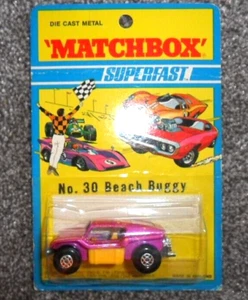 DIE CAST METAL
'MATCHBOX'
SUPERFAST
No. 30 Beach Buggy